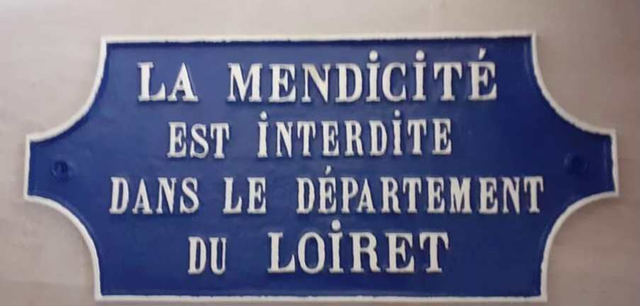 LA MENDiCiTÉ
EST iNTERDiTE
DANS LE DÉPARTEMENT
DU LOiRET